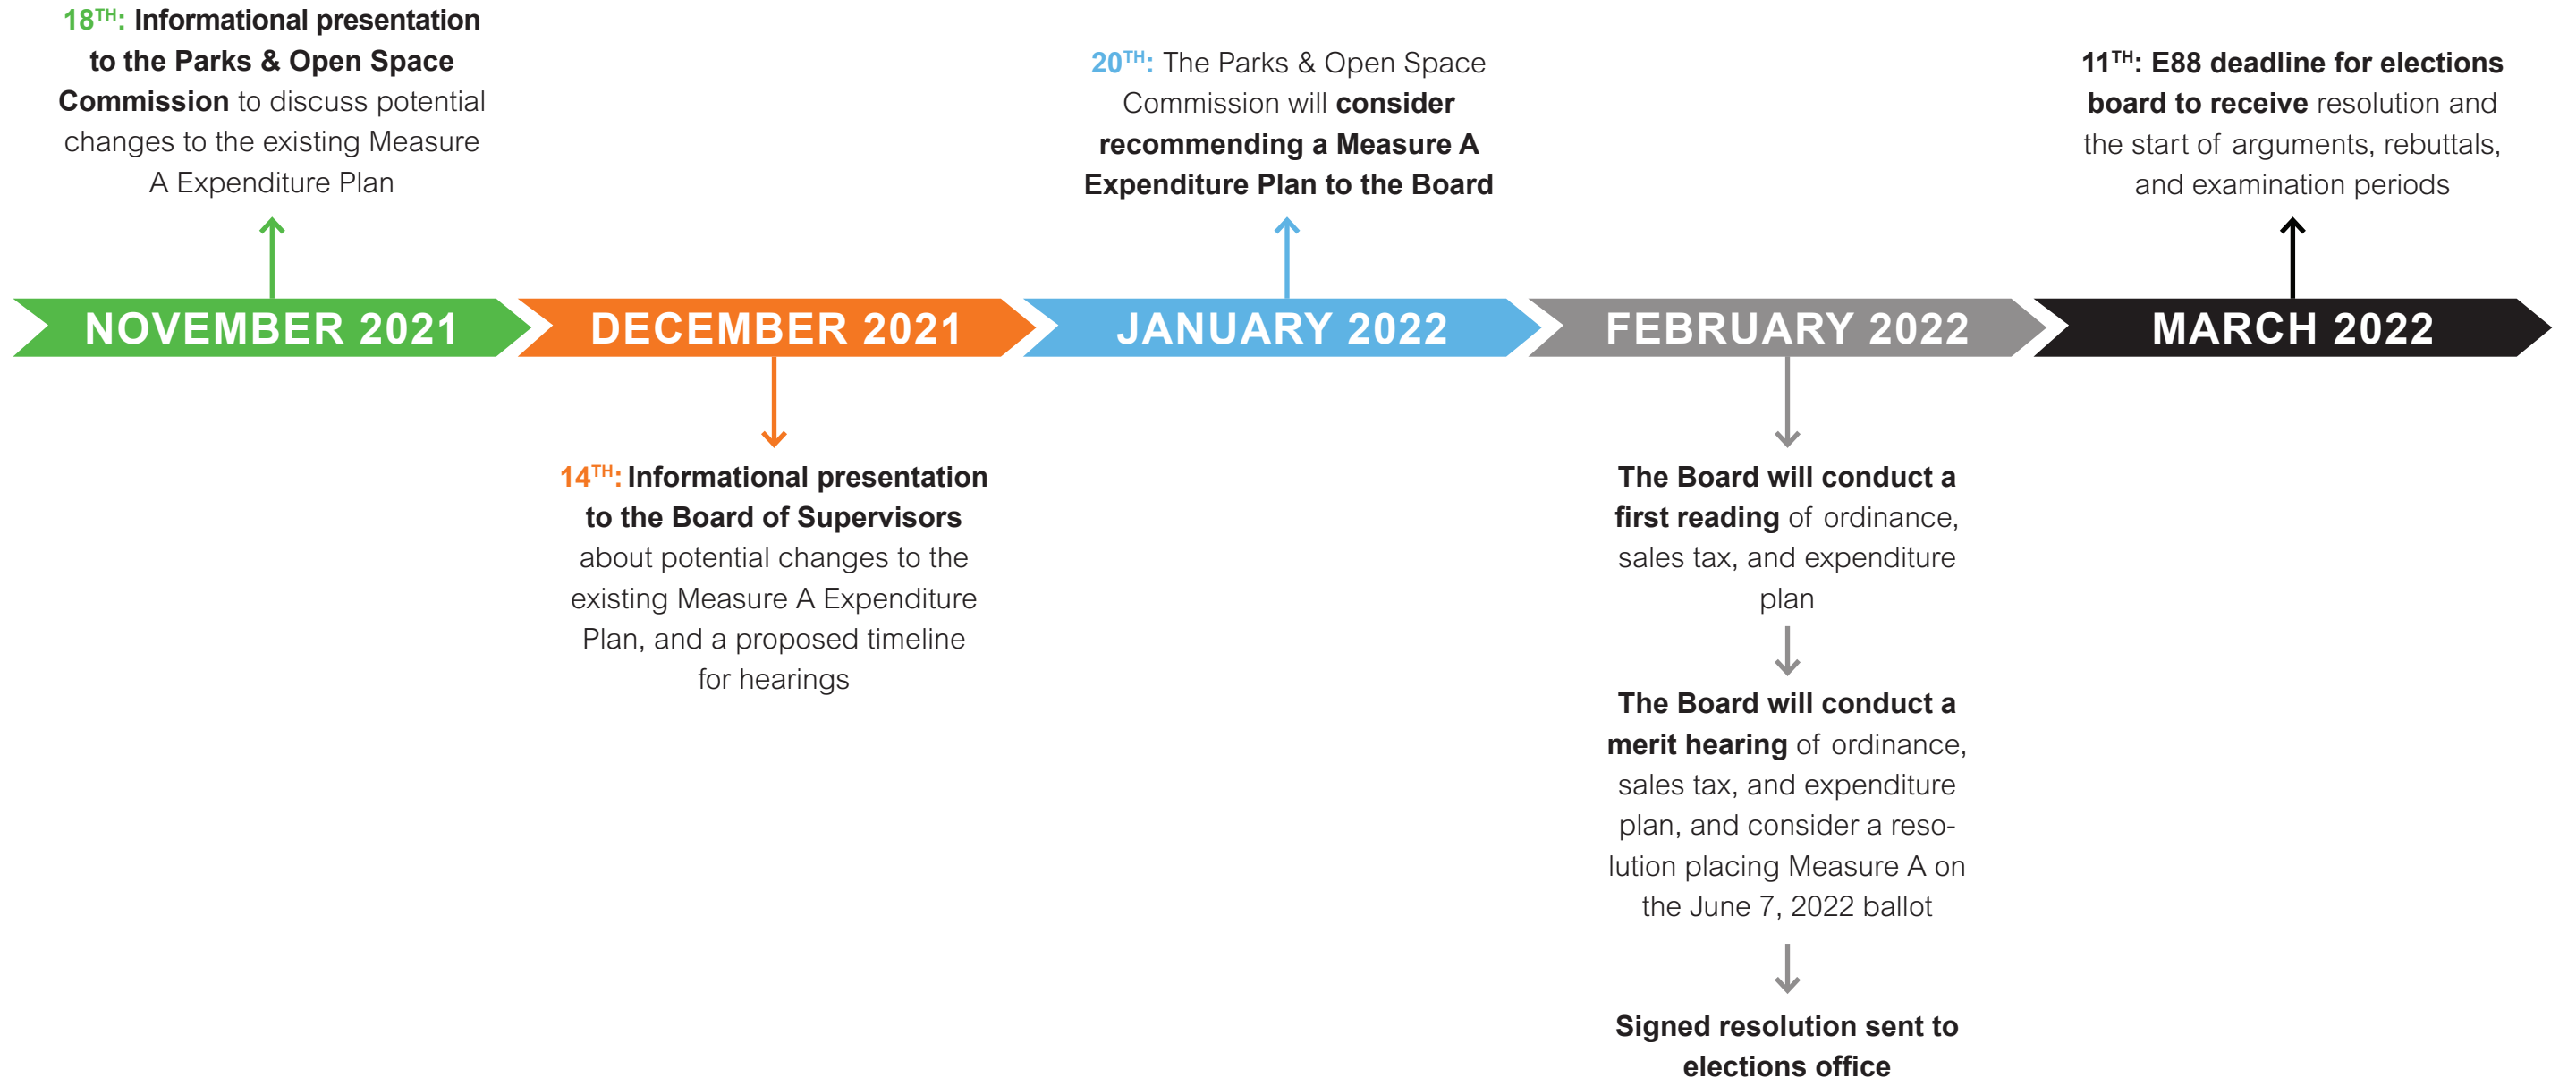 18TH: Informational presentation
to the Parks & Open Space
Commission to discuss potential
changes to the existing Measure
A Expenditure Plan
20TH: The Parks & Open Space
Commission will consider
recommending a Measure A
Expenditure Plan to the Board
11TH: E88 deadline for elections
board to receive resolution and
the start of arguments, rebuttals,
and examination periods
NOVEMBER 2021
DECEMBER 2021
JANUARY 2022
FEBRUARY 2022
MARCH 2022
14TH: Informational presentation
to the Board of Supervisors
about potential changes to the
existing Measure A Expenditure
Plan, and a proposed timeline
for hearings
The Board will conduct a
first reading of ordinance,
sales tax, and expenditure
plan
The Board will conduct a
merit hearing of ordinance,
sales tax, and expenditure
plan, and consider a reso-
lution placing Measure A on
the June 7, 2022 ballot
Signed resolution sent to
elections office